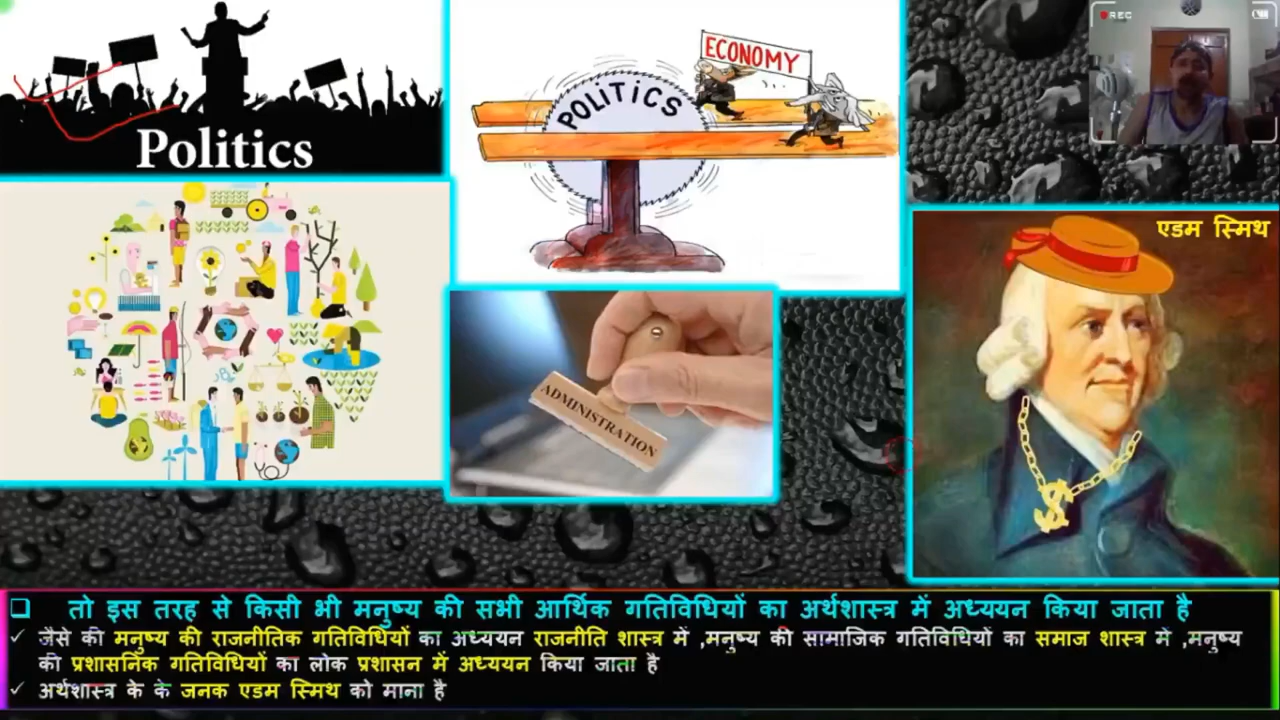 REC
ECONOMY
POLITICS
Politics
एडम स्मिथ
ADMINISTRATION
तो इस तरह से किसी भी मनुष्य की सभी आर्थिक गतिविधियों का अर्थशास्त्र में अध्ययन किया जाता है
जैसे की मनुष्य की राजनीतिक गतिविधियों का अध्ययन राजनीति शास्त्र में ,मनुष्य की सामाजिक गतिविधियों का समाज शास्त्र में ,मनुष्य
की प्रशासनिक गतिविधियों का लोक प्रशासन में अध्ययन किया जाता है
अर्थशास्त्र के के जनक एडम स्मिथ को माना है